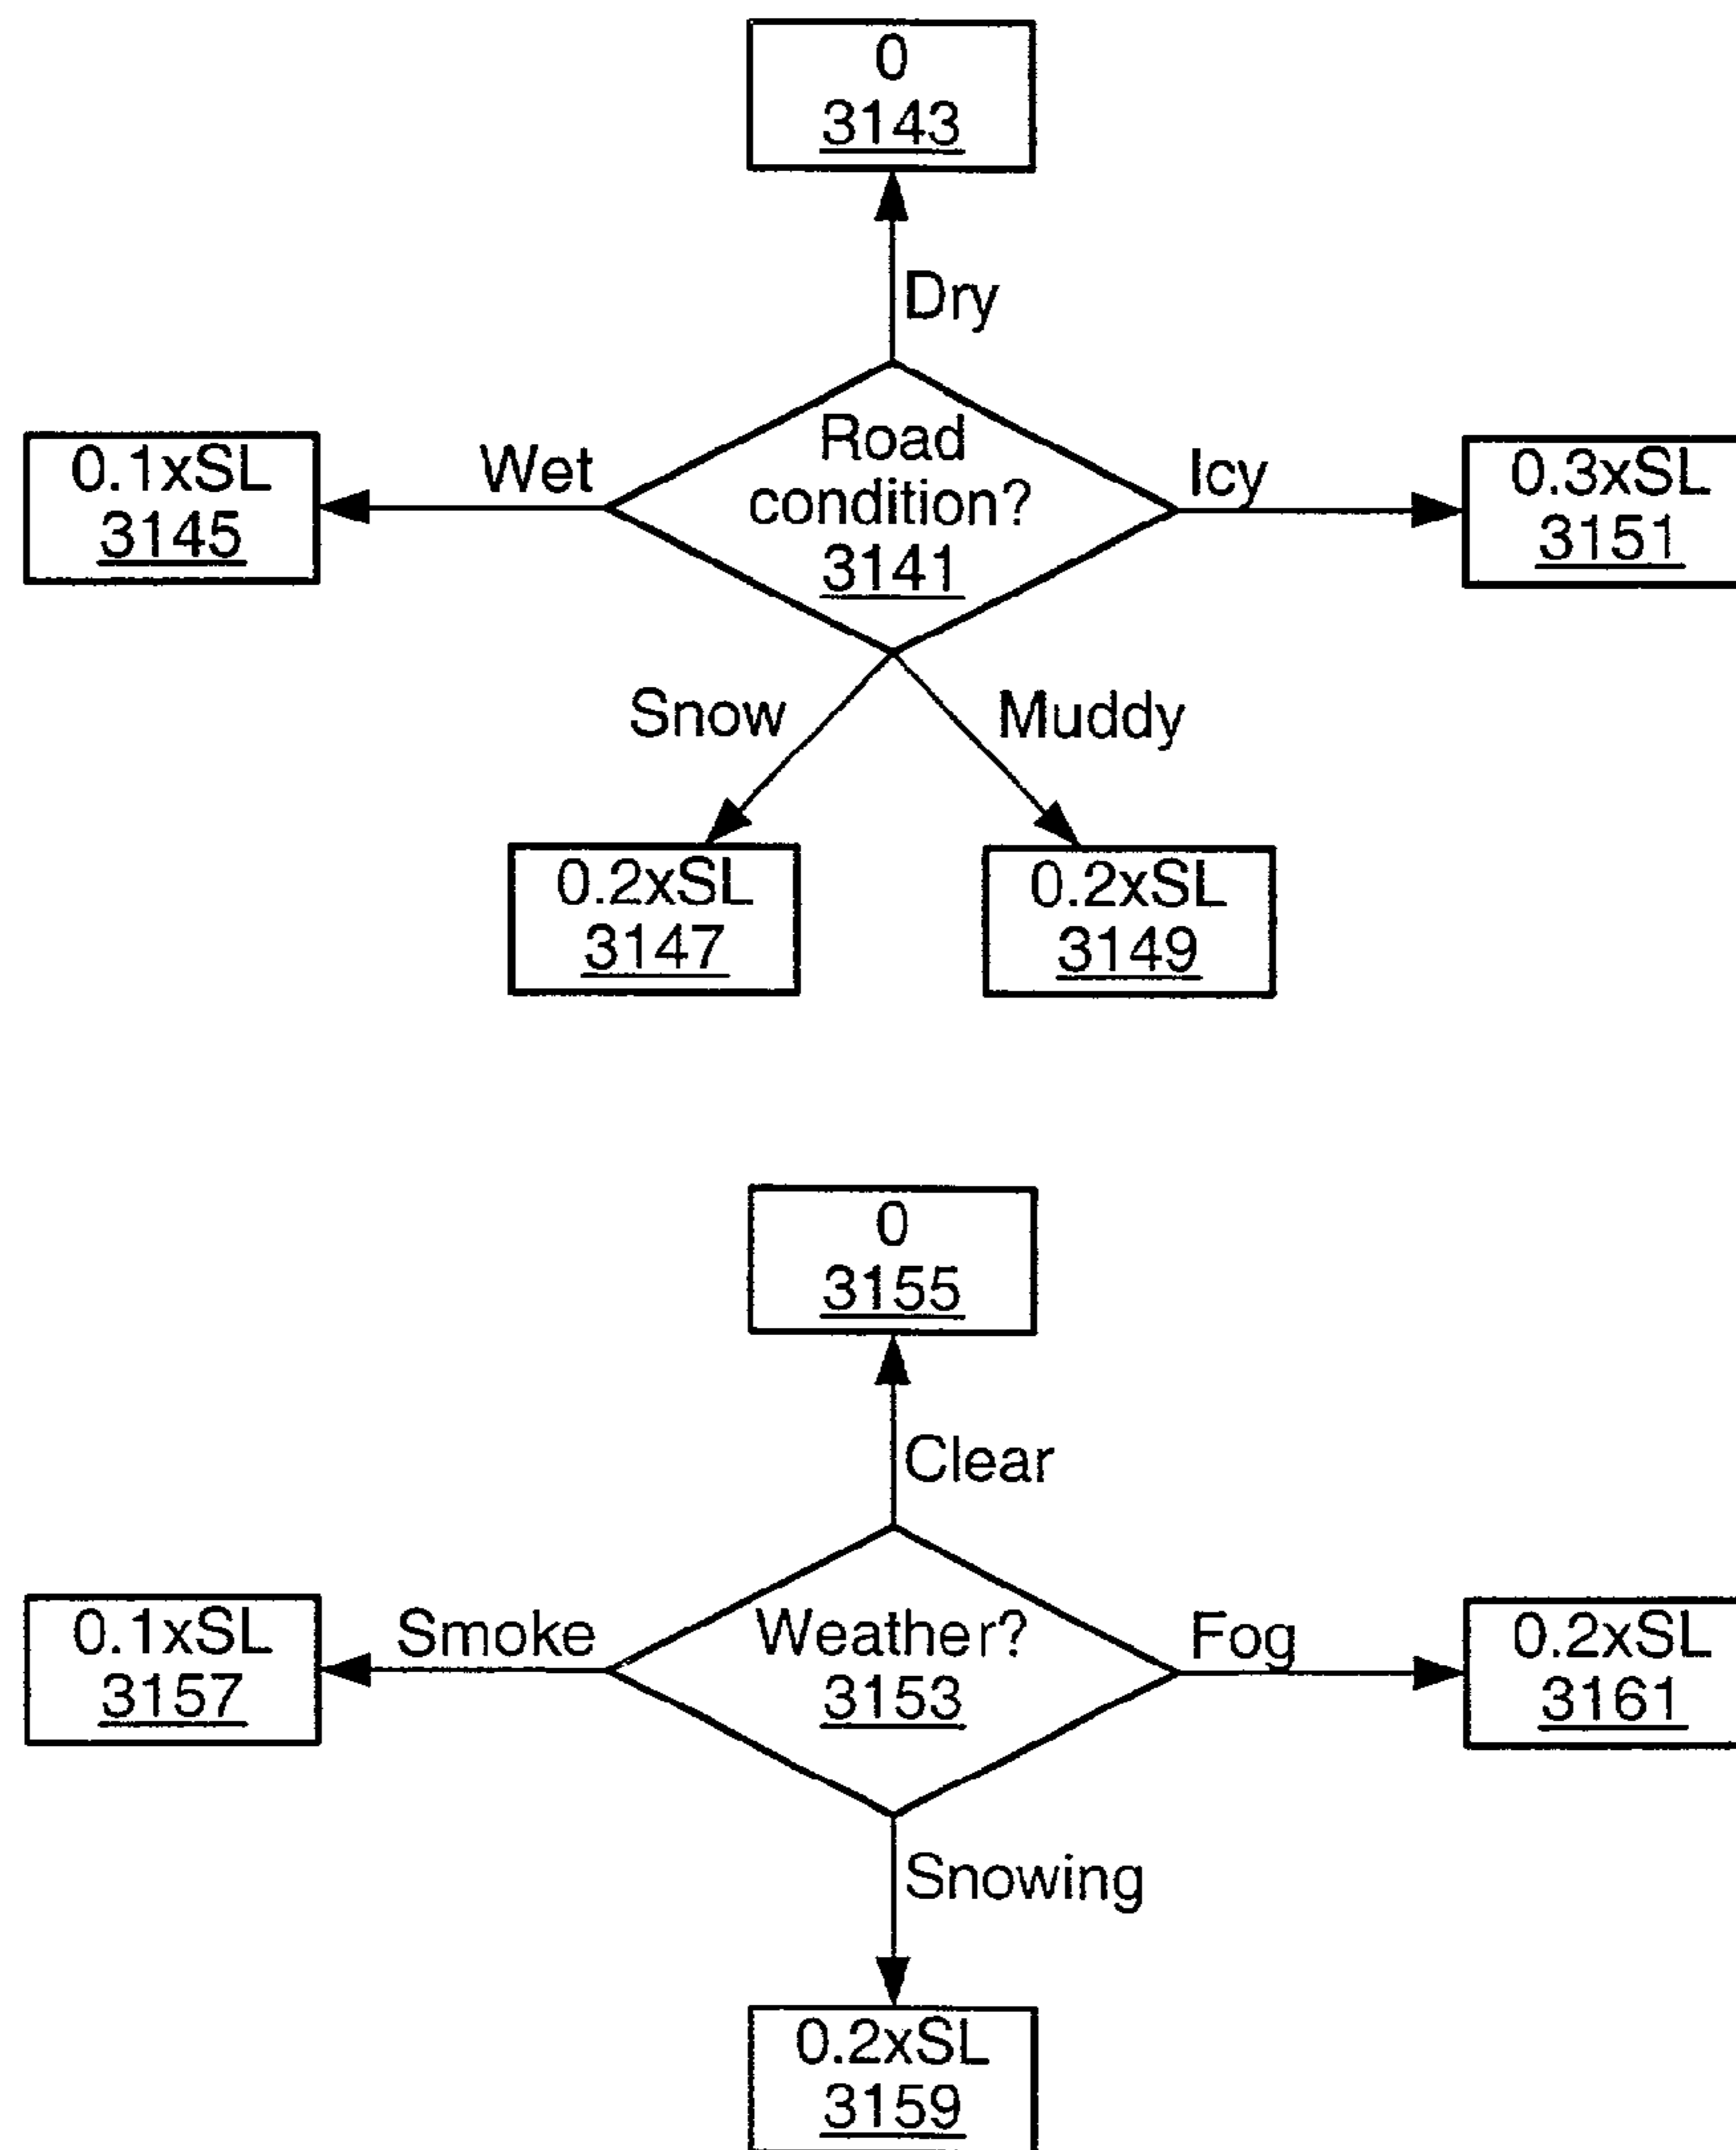 0
3143
Dry
Wet
Road
condition?
3141
Icy
0.1xSL
3145
0.3xSL
3151
Snow
Muddy
0.2xSL
3147
0.2xSL
3149
0
3155
Clear
Smoke
Weather?
3153
Fog
0.1xSL
3157
0.2xSL
3161
Snowing
0.2xSL
3159